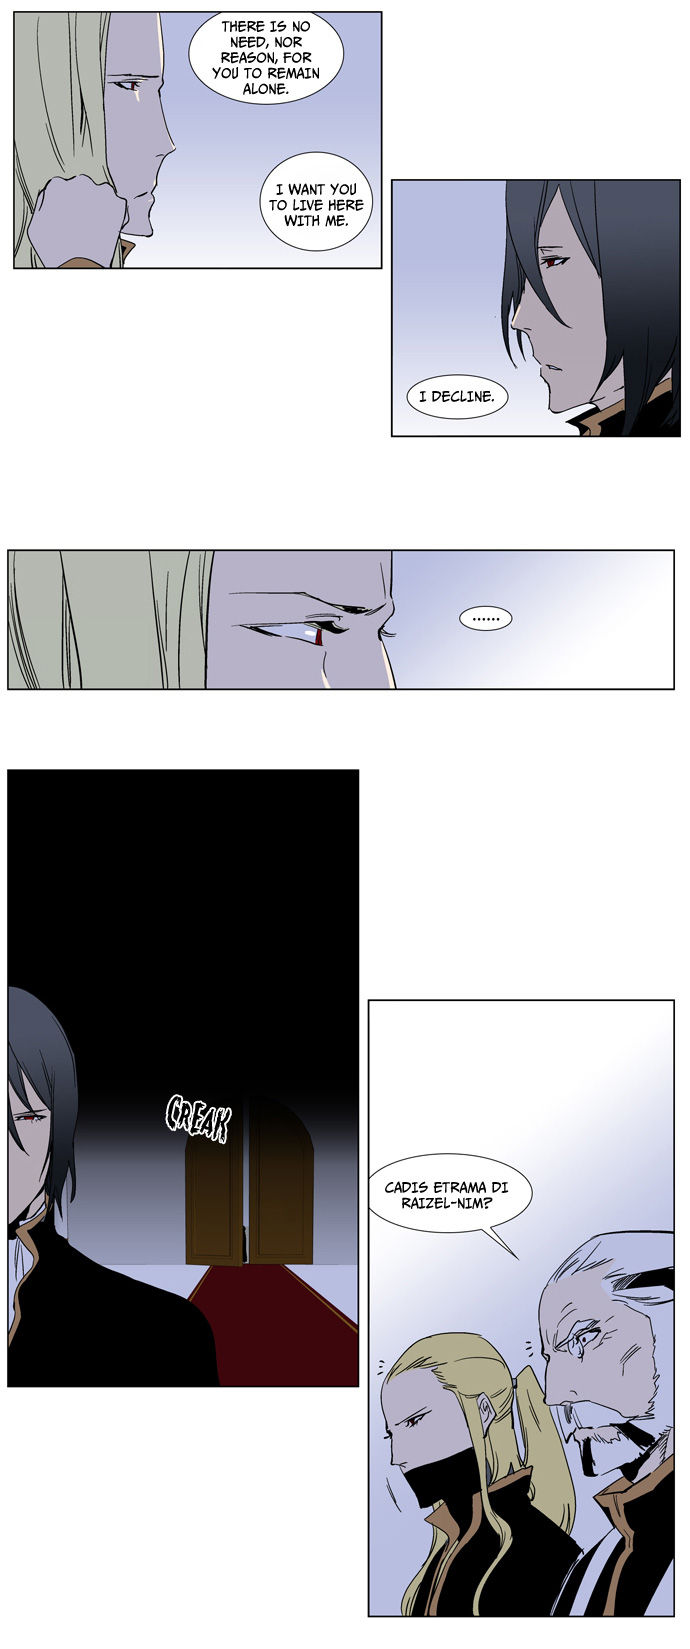 THERE IS NO
NEED, NOR
REASON, FOR
YOU TO REMAIN
ALONE.
I WANT YOU
TO LIVE HERE
WITH ME.
I DECLINE.
......
CREAK
CADIS ETRAMA DI
RAIZEL-NIM?